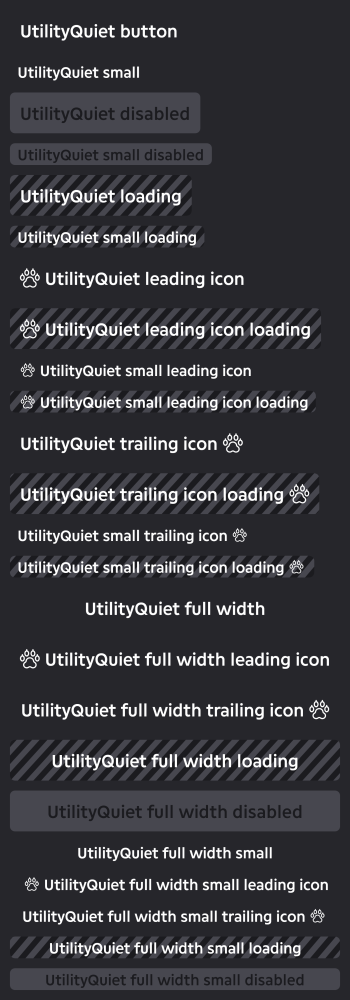 UtilityQuiet button
UtilityQuiet small
UtilityQuiet disabled
UtilityQuiet small disabled
UtilityQuiet loading
UtilityQuiet small loading
UtilityQuiet leading icon
UtilityQuiet leading icon loading
UtilityQuiet small leading icon
UtilityQuiet small leading icon loading
UtilityQuiet trailing icon
UtilityQuiet trailing icon loading
UtilityQuiet small trailing icon
UtilityQuiet small trailing icon loading
UtilityQuiet full width
UtilityQuiet full width leading icon
UtilityQuiet full width trailing icon
UtilityQuiet full width loading
UtilityQuiet full width disabled
UtilityQuiet full width small
UtilityQuiet full width small leading icon
UtilityQuiet full width small trailing icon
UtilityQuiet full width small loading
UtilityQuiet full width small disabled